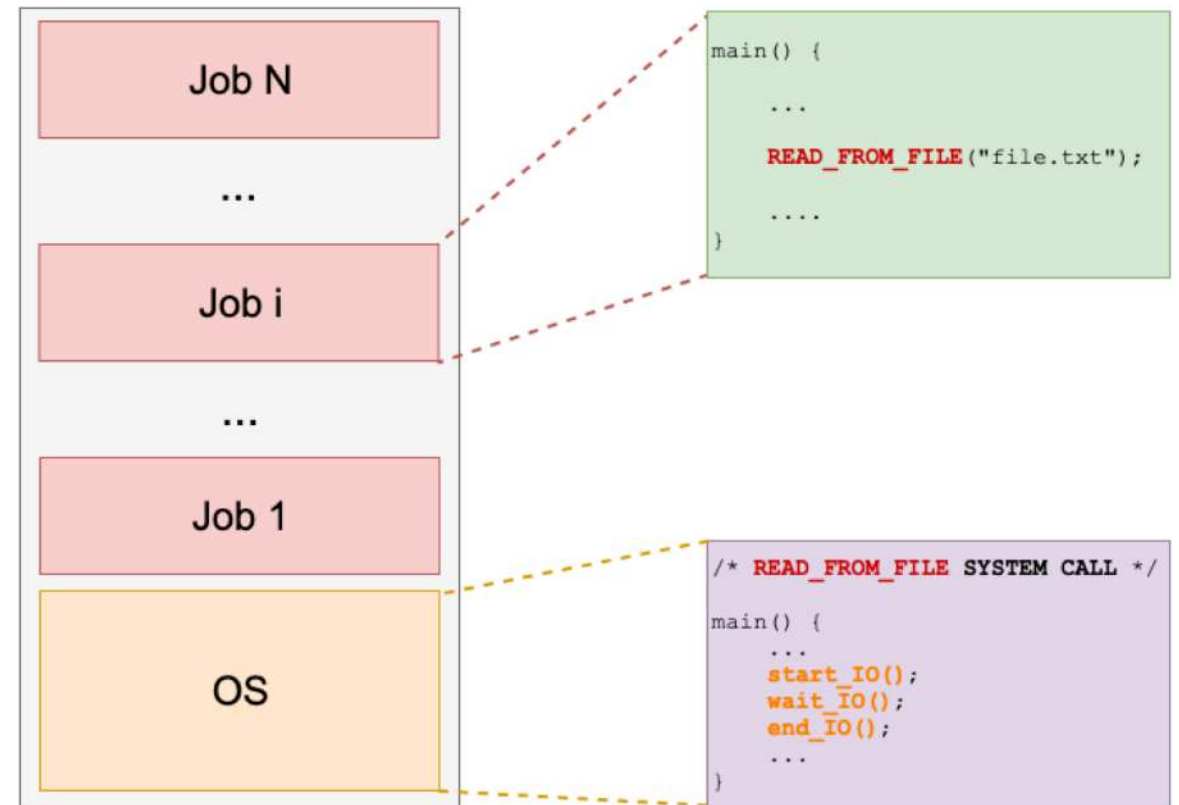 Job N
...
Job i
...
Job 1
OS
main() {
...
READ_FROM_FILE("file.txt");
....
}
/* READ_FROM_FILE SYSTEM CALL */
main() {
...
start_IO();
wait_IO();
end_IO();
...
}